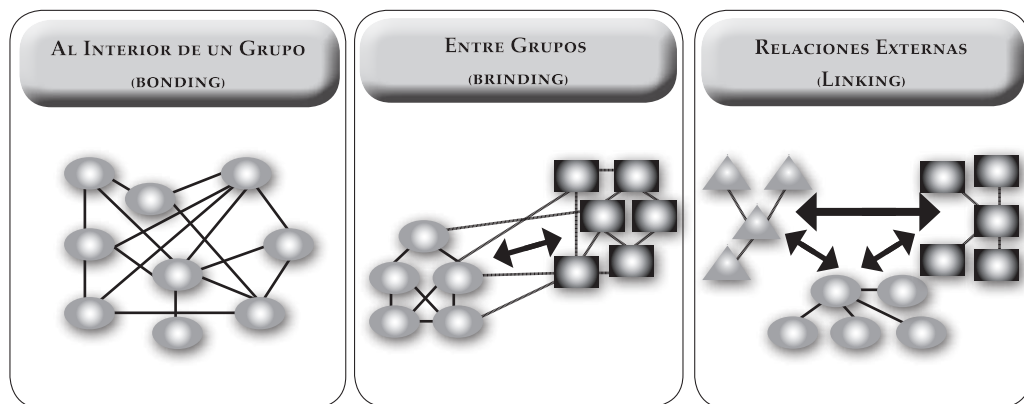 Al Interior de un Grupo
(bonding)
Entre Grupos
(brinding)
Relaciones Externas
(Linking)